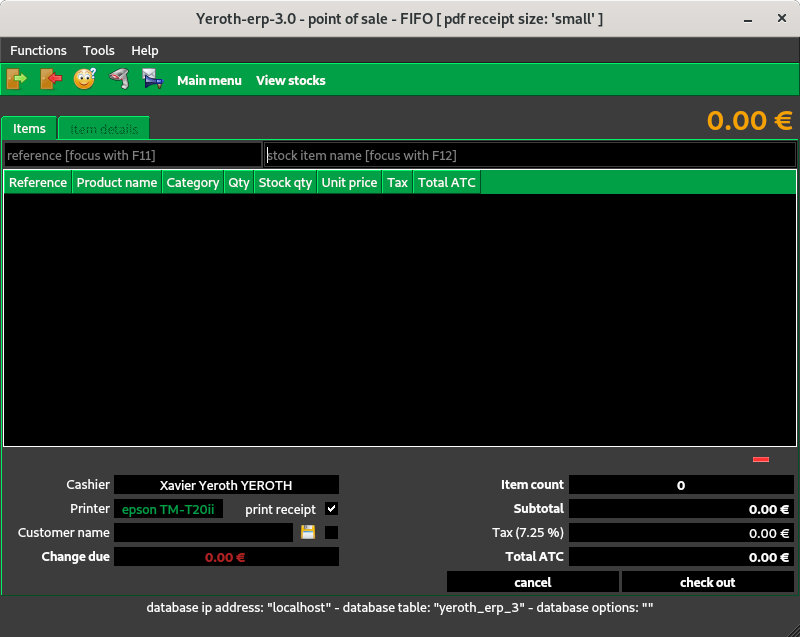 Yeroth-erp-3.0 - point of sale - FIFO [ pdf receipt size: 'small' ]
Functions Tools Help
Main menu View stocks
0.00 €
Items Item details
reference [focus with F11] stock item name [focus with F12]
Reference Product name Category Qty Stock qty Unit price Tax Total ATC
Cashier Xavier Yeroth YEROTH Item count 0
Printer epson TM-T20ii print receipt Subtotal 0.00 €
Customer name Tax (7.25 %) 0.00 €
Change due 0.00 € Total ATC 0.00 €
cancel check out
database ip address: "localhost" - database table: "yeroth_erp_3" - database options: ""